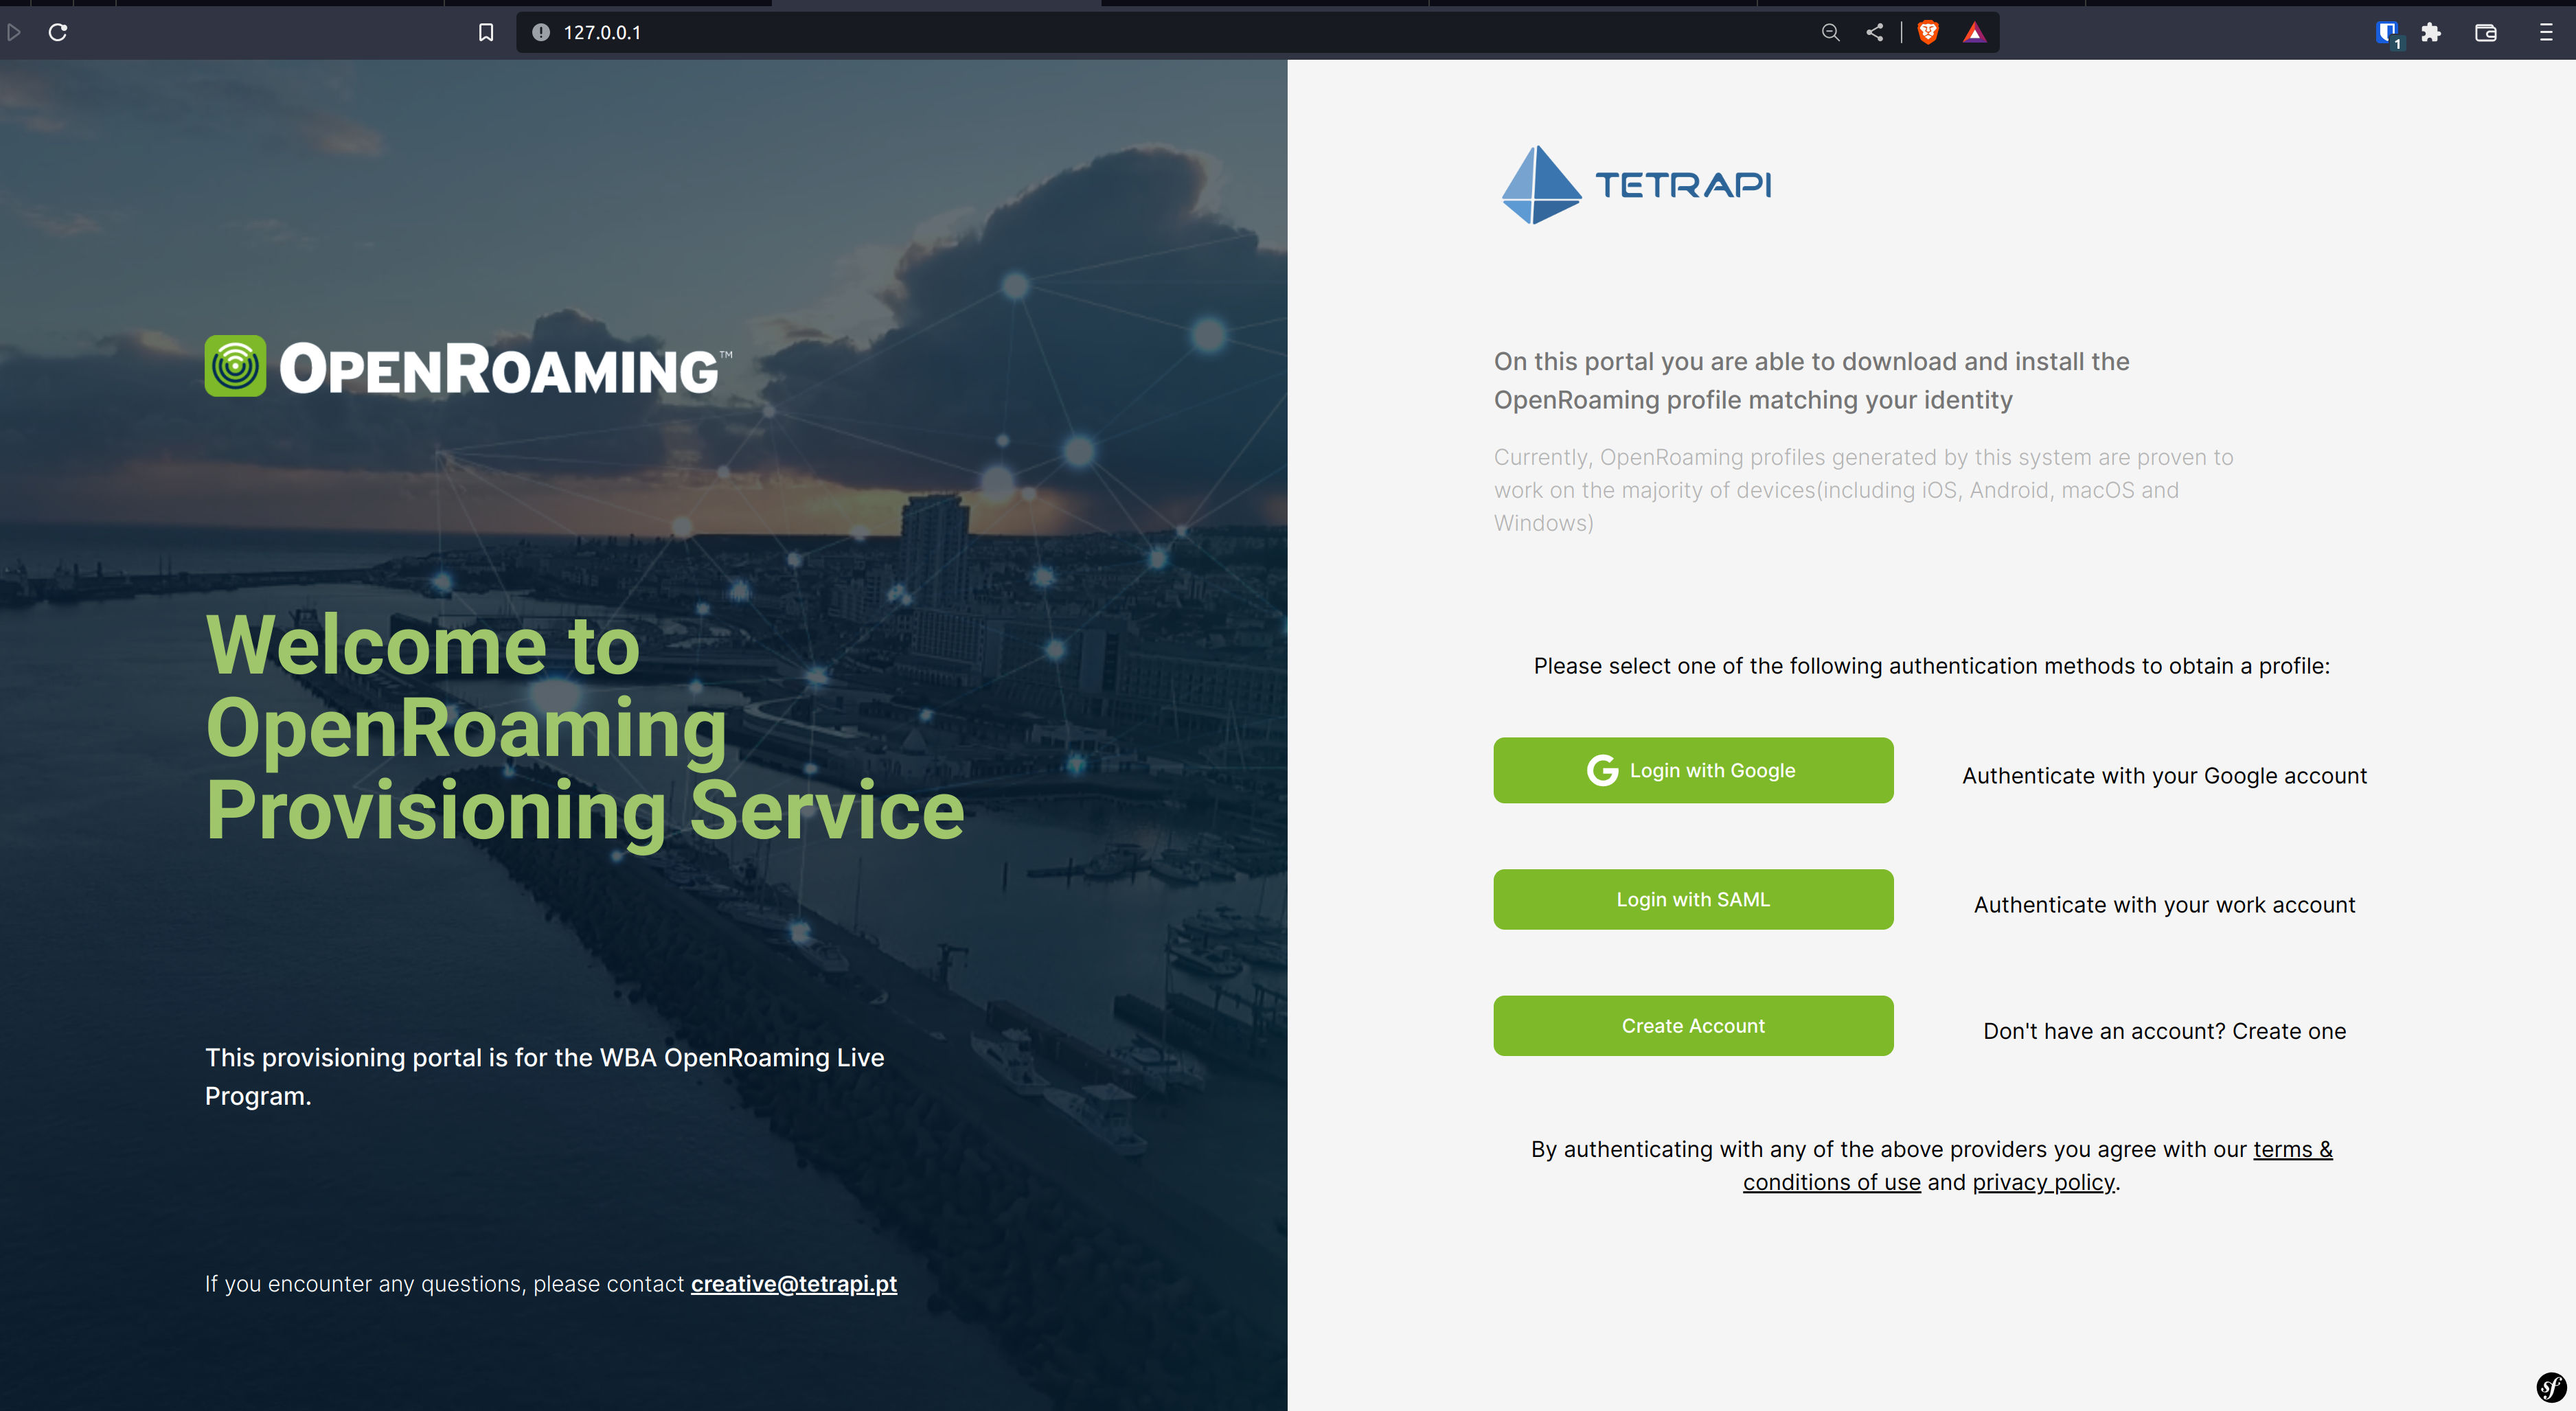 127.0.0.1
1
OPENROAMING™
Welcome to
OpenRoaming
Provisioning Service
This provisioning portal is for the WBA OpenRoaming Live
Program.
If you encounter any questions, please contact creative@tetrapi.pt
TETRAPI
On this portal you are able to download and install the
OpenRoaming profile matching your identity
Currently, OpenRoaming profiles generated by this system are proven to
work on the majority of devices(including iOS, Android, macOS and
Windows)
Please select one of the following authentication methods to obtain a profile:
Login with Google
Authenticate with your Google account
Login with SAML
Authenticate with your work account
Create Account
Don't have an account? Create one
By authenticating with any of the above providers you agree with our terms &
conditions of use and privacy policy.
sf